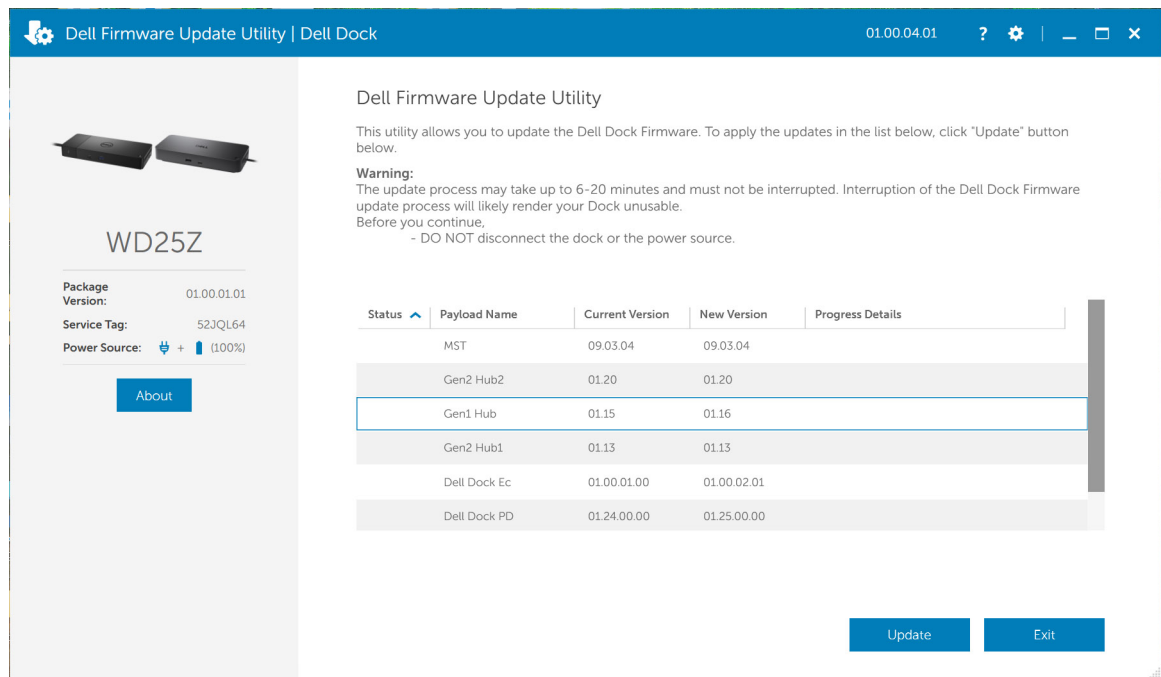 Dell Firmware Update Utility | Dell Dock
01.00.04.01
?
WD25Z
Package Version: 01.00.01.01
Service Tag: 52JQL64
Power Source: + (100%)
About
Dell Firmware Update Utility
This utility allows you to update the Dell Dock Firmware. To apply the updates in the list below, click "Update" button
below.
Warning:
The update process may take up to 6-20 minutes and must not be interrupted. Interruption of the Dell Dock Firmware
update process will likely render your Dock unusable.
Before you continue,
- DO NOT disconnect the dock or the power source.
Status Payload Name Current Version New Version Progress Details
MST 09.03.04 09.03.04
Gen2 Hub2 01.20 01.20
Gen1 Hub 01.15 01.16
Gen2 Hub1 01.13 01.13
Dell Dock Ec 01.00.01.00 01.00.02.01
Dell Dock PD 01.24.00.00 01.25.00.00
Update Exit